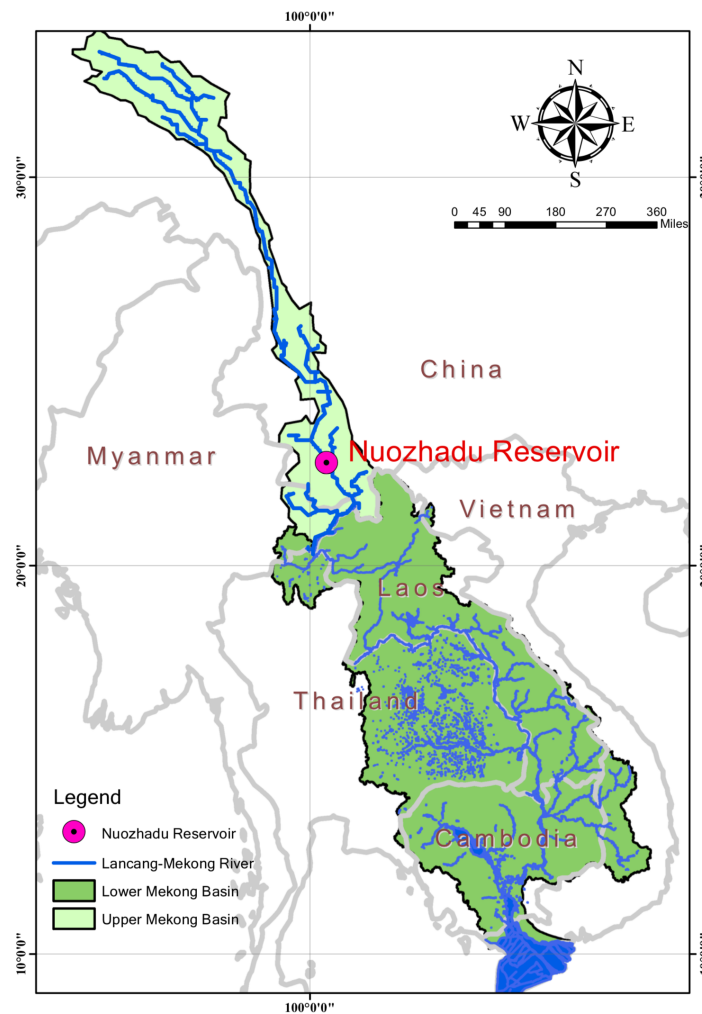 100°0'0"
N
W E
S
30°0'0"
0 45 90 180 270 360
Miles
China
Myanmar
Nuozhadu Reservoir
Vietnam
20°0'0"
Laos
Thailand
Legend
Nuozhadu Reservoir
Cambodia
Lancang-Mekong River
Lower Mekong Basin
Upper Mekong Basin
10°0'0"
100°0'0"